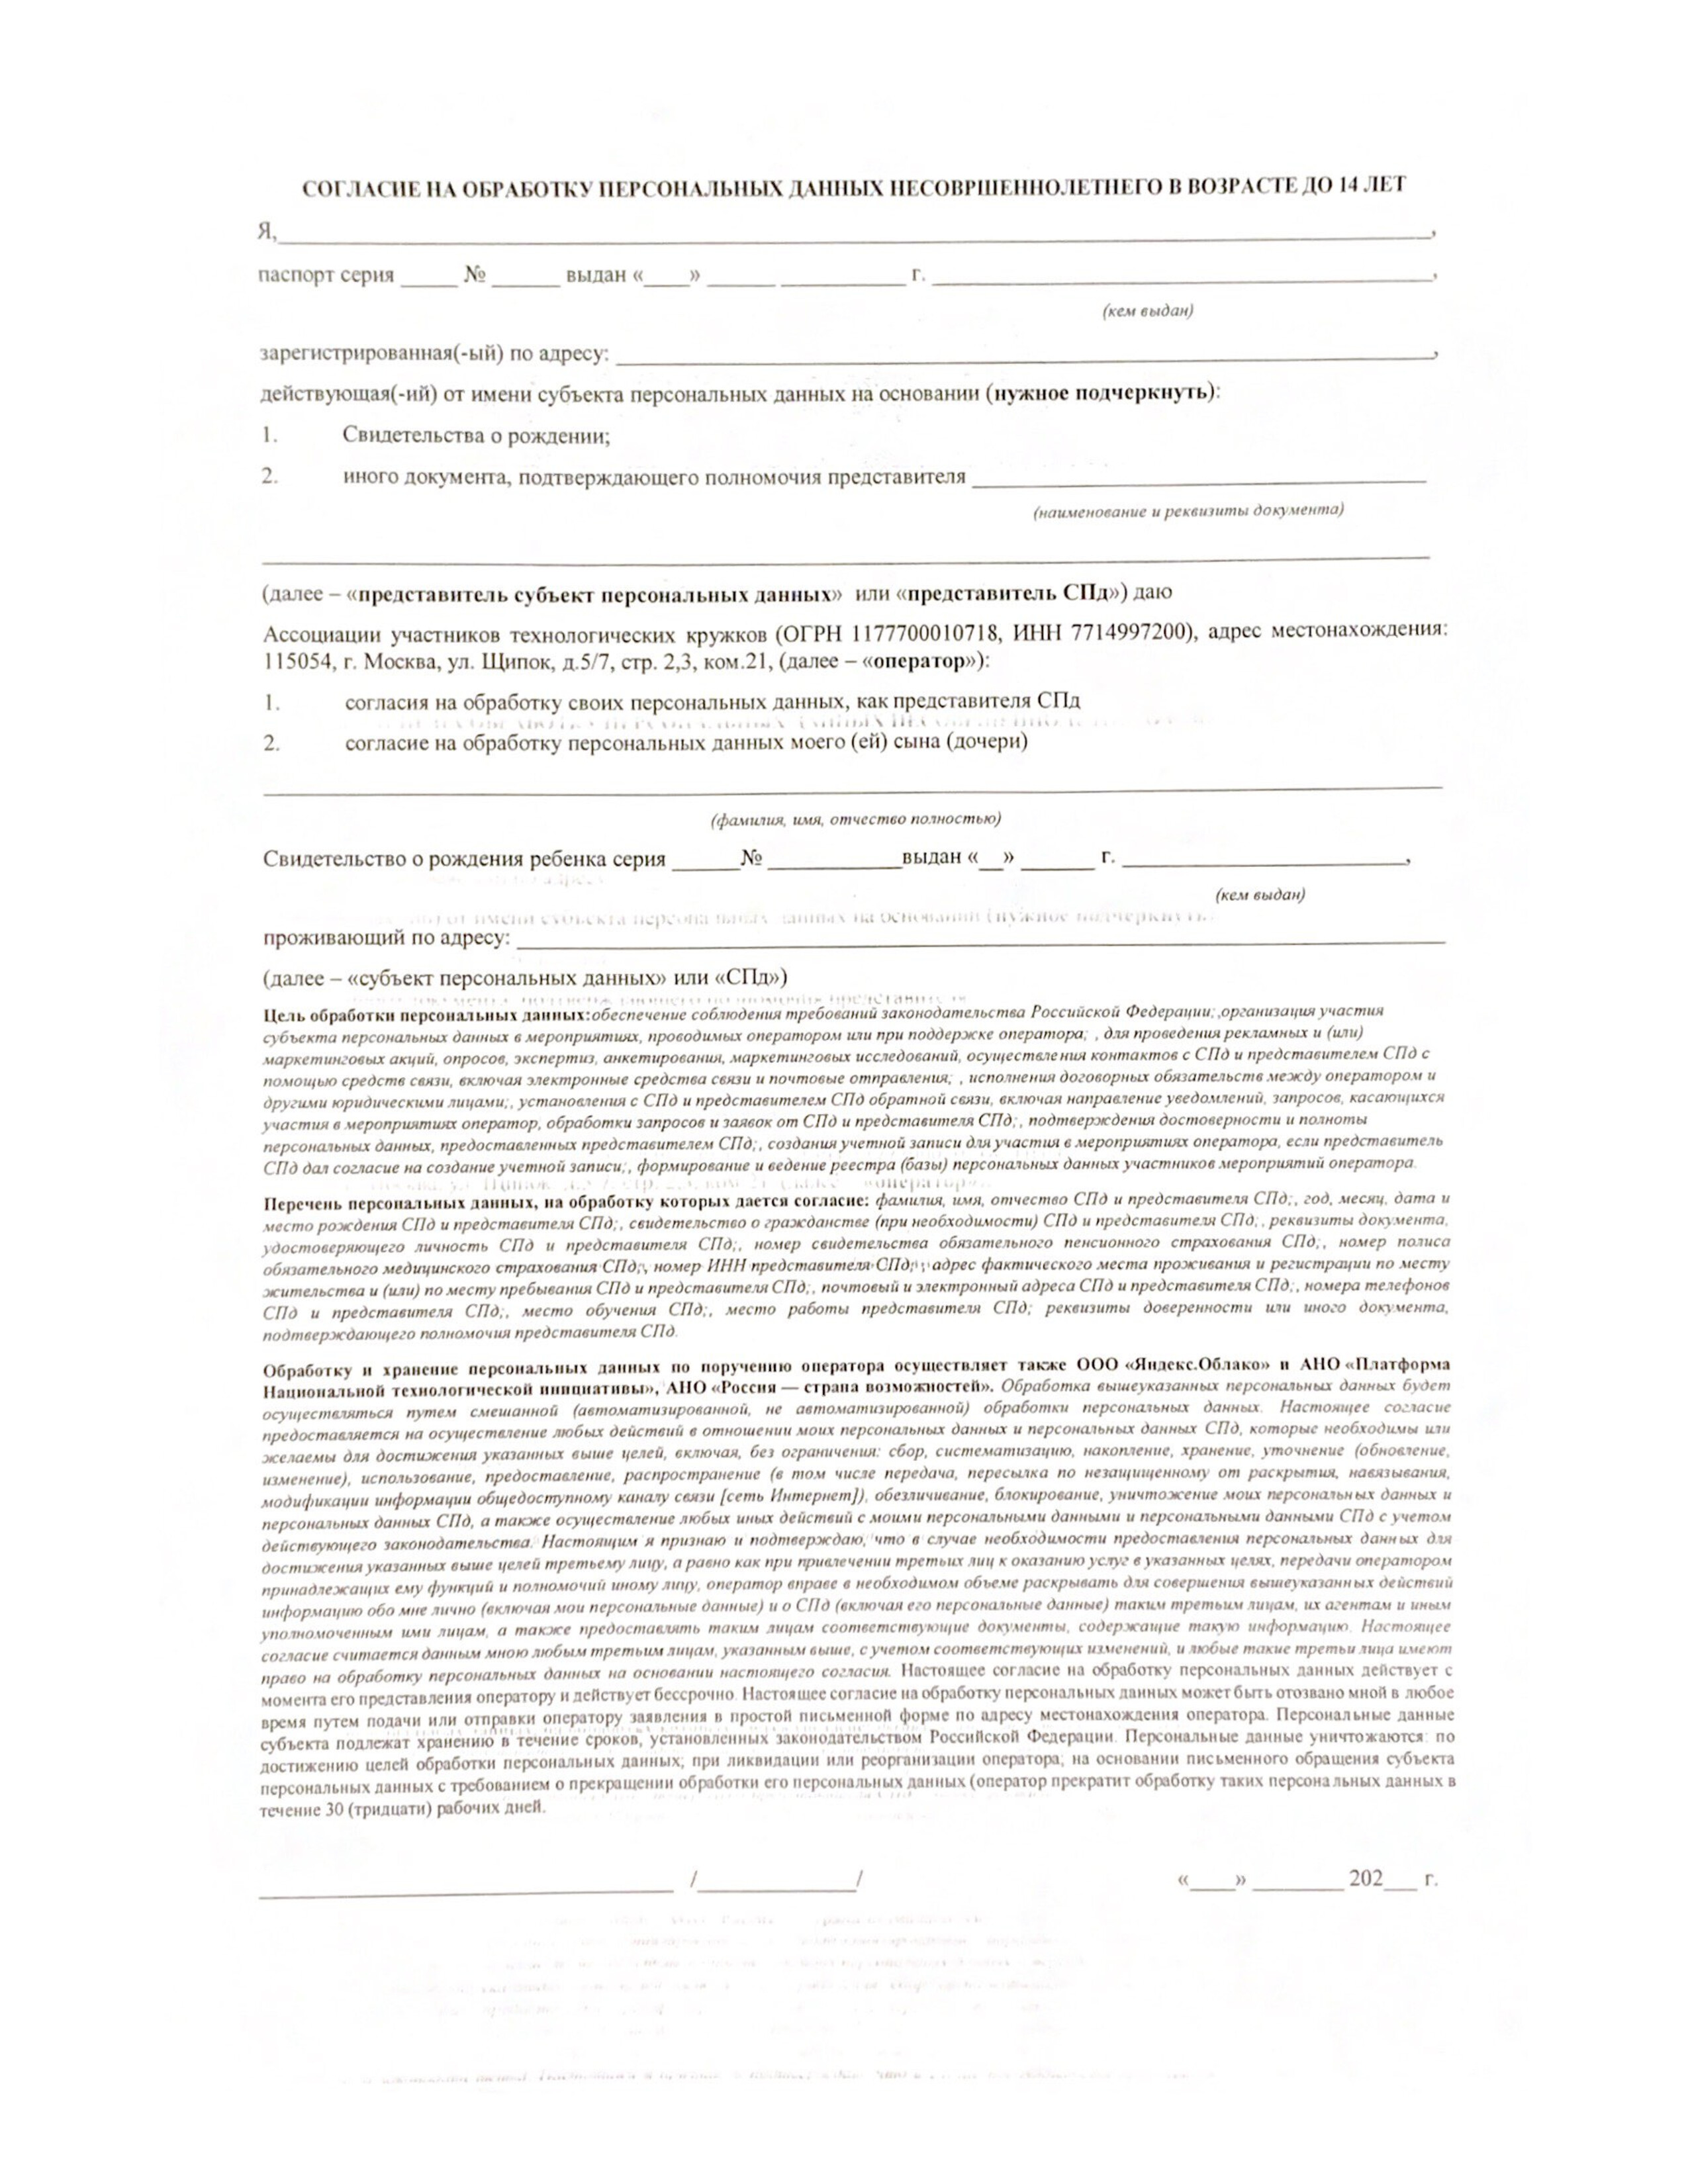 СОГЛАСИЕ НА ОБРАБОТКУ ПЕРСОНАЛЬНЫХ ДАННЫХ НЕСОВРШЕННОЛЕТНЕГО В ВОЗРАСТЕ ДО 14 ЛЕТ
Я,____________,
паспорт серия _____ № ______ выдан «____» ______ ___________ г. ____________,
(кем выдан)
зарегистрированная(-ый) по адресу: ____________,
действующая(-ий) от имени субъекта персональных данных на основании (нужное подчеркнуть):
1. Свидетельства о рождении;
2. иного документа, подтверждающего полномочия представителя ____________
(наименование и реквизиты документа)
(далее – «представитель субъект персональных данных» или «представитель СПд») даю
Ассоциации участников технологических кружков (ОГРН 1177700010718, ИНН 7714997200), адрес местонахождения:
115054, г. Москва, ул. Щипок, д.5/7, стр. 2,3, ком.21, (далее – «оператор»):
1. согласия на обработку своих персональных данных, как представителя СПд
2. согласие на обработку персональных данных моего (ей) сына (дочери)
(фамилия, имя, отчество полностью)
Свидетельство о рождения ребенка серия ______№ ____________выдан «__» ______ г. ____________,
(кем выдан)
проживающий по адресу: ____________
(далее – «субъект персональных данных» или «СПд»)
Цель обработки персональных данных:обеспечение соблюдения требований законодательства Российской Федерации; ,организация участия
субъекта персональных данных в мероприятиях, проводимых оператором или при поддержке оператора; , для проведения рекламных и (или)
маркетинговых акций, опросов, экспертиз, анкетирования, маркетинговых исследований, осуществления контактов с СПд и представителем СПд с
помощью средств связи, включая электронные средства связи и почтовые отправления; , исполнения договорных обязательств между оператором и
другими юридическими лицами;, установления с СПд и представителем СПд обратной связи, включая направление уведомлений, запросов, касающихся
участия в мероприятиях оператор, обработки запросов и заявок от СПд и представителя СПд;, подтверждения достоверности и полноты
персональных данных, предоставленных представителем СПд;, создания учетной записи для участия в мероприятиях оператора, если представитель
СПд дал согласие на создание учетной записи;, формирование и ведение реестра (базы) персональных данных участников мероприятий оператора.
Перечень персональных данных, на обработку которых дается согласие: фамилия, имя, отчество СПд и представителя СПд;, год, месяц, дата и
место рождения СПд и представителя СПд;, свидетельство о гражданстве (при необходимости) СПд и представителя СПд;, реквизиты документа,
удостоверяющего личность СПд и представителя СПд;, номер свидетельства обязательного пенсионного страхования СПд;, номер полиса
обязательного медицинского страхования СПд;, номер ИНН представителя СПд;, адрес фактического места проживания и регистрации по месту
жительства и (или) по месту пребывания СПд и представителя СПд;, почтовый и электронный адреса СПд и представителя СПд;, номера телефонов
СПд и представителя СПд;, место обучения СПд;, место работы представителя СПд; реквизиты доверенности или иного документа,
подтверждающего полномочия представителя СПд.
Обработку и хранение персональных данных по поручению оператора осуществляет также ООО «Яндекс.Облако» и АНО «Платформа
Национальной технологической инициативы», АНО «Россия — страна возможностей». Обработка вышеуказанных персональных данных будет
осуществляться путем смешанной (автоматизированной, не автоматизированной) обработки персональных данных. Настоящее согласие
предоставляется на осуществление любых действий в отношении моих персональных данных и персональных данных СПд, которые необходимы или
желаемы для достижения указанных выше целей, включая, без ограничения: сбор, систематизацию, накопление, хранение, уточнение (обновление,
изменение), использование, предоставление, распространение (в том числе передача, пересылка по незащищенному от раскрытия, навязывания,
модификации информации общедоступному каналу связи [сеть Интернет]), обезличивание, блокирование, уничтожение моих персональных данных и
персональных данных СПд, а также осуществление любых иных действий с моими персональными данными и персональными данными СПд с учетом
действующего законодательства. Настоящим я признаю и подтверждаю, что в случае необходимости предоставления персональных данных для
достижения указанных выше целей третьему лицу, а равно как при привлечении третьих лиц к оказанию услуг в указанных целях, передачи оператором
принадлежащих ему функций и полномочий иному лицу, оператор вправе в необходимом объеме раскрывать для совершения вышеуказанных действий
информацию обо мне лично (включая мои персональные данные) и о СПд (включая его персональные данные) таким третьим лицам, их агентам и иным
уполномоченным ими лицам, а также предоставлять таким лицам соответствующие документы, содержащие такую информацию. Настоящее
согласие считается данным мною любым третьим лицам, указанным выше, с учетом соответствующих изменений, и любые такие третьи лица имеют
право на обработку персональных данных на основании настоящего согласия. Настоящее согласие на обработку персональных данных действует с
момента его представления оператору и действует бессрочно. Настоящее согласие на обработку персональных данных может быть отозвано мной в любое
время путем подачи или отправки оператору заявления в простой письменной форме по адресу местонахождения оператора. Персональные данные
субъекта подлежат хранению в течение сроков, установленных законодательством Российской Федерации. Персональные данные уничтожаются: по
достижению целей обработки персональных данных; при ликвидации или реорганизации оператора; на основании письменного обращения субъекта
персональных данных с требованием о прекращении обработки его персональных данных (оператор прекратит обработку таких персональных данных в
течение 30 (тридцати) рабочих дней.
____________ /____________/ «____» ________ 202___ г.